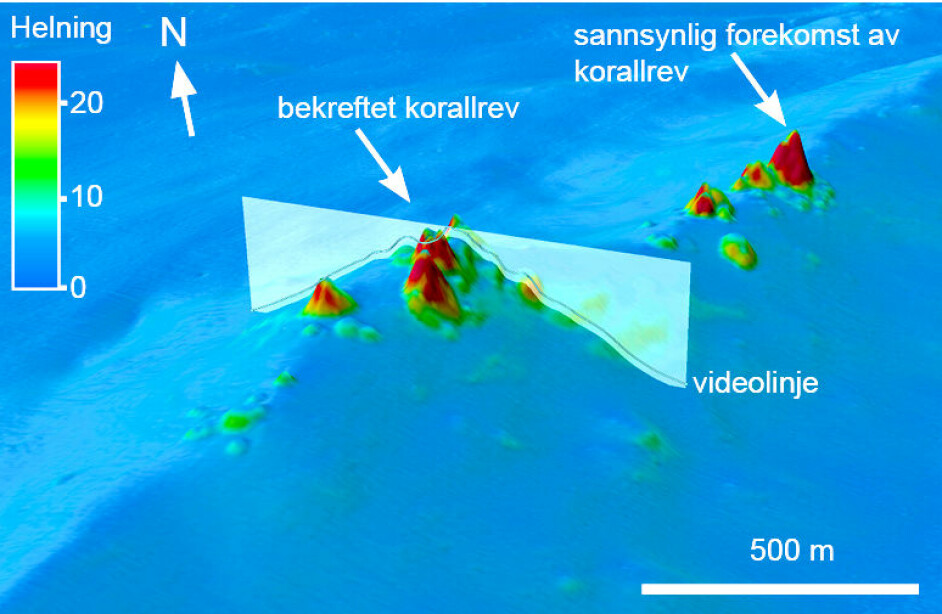 Helning
N
20
10
0
bekreftet korallrev
sannsynlig forekomst av
korallrev
videolinje
500 m